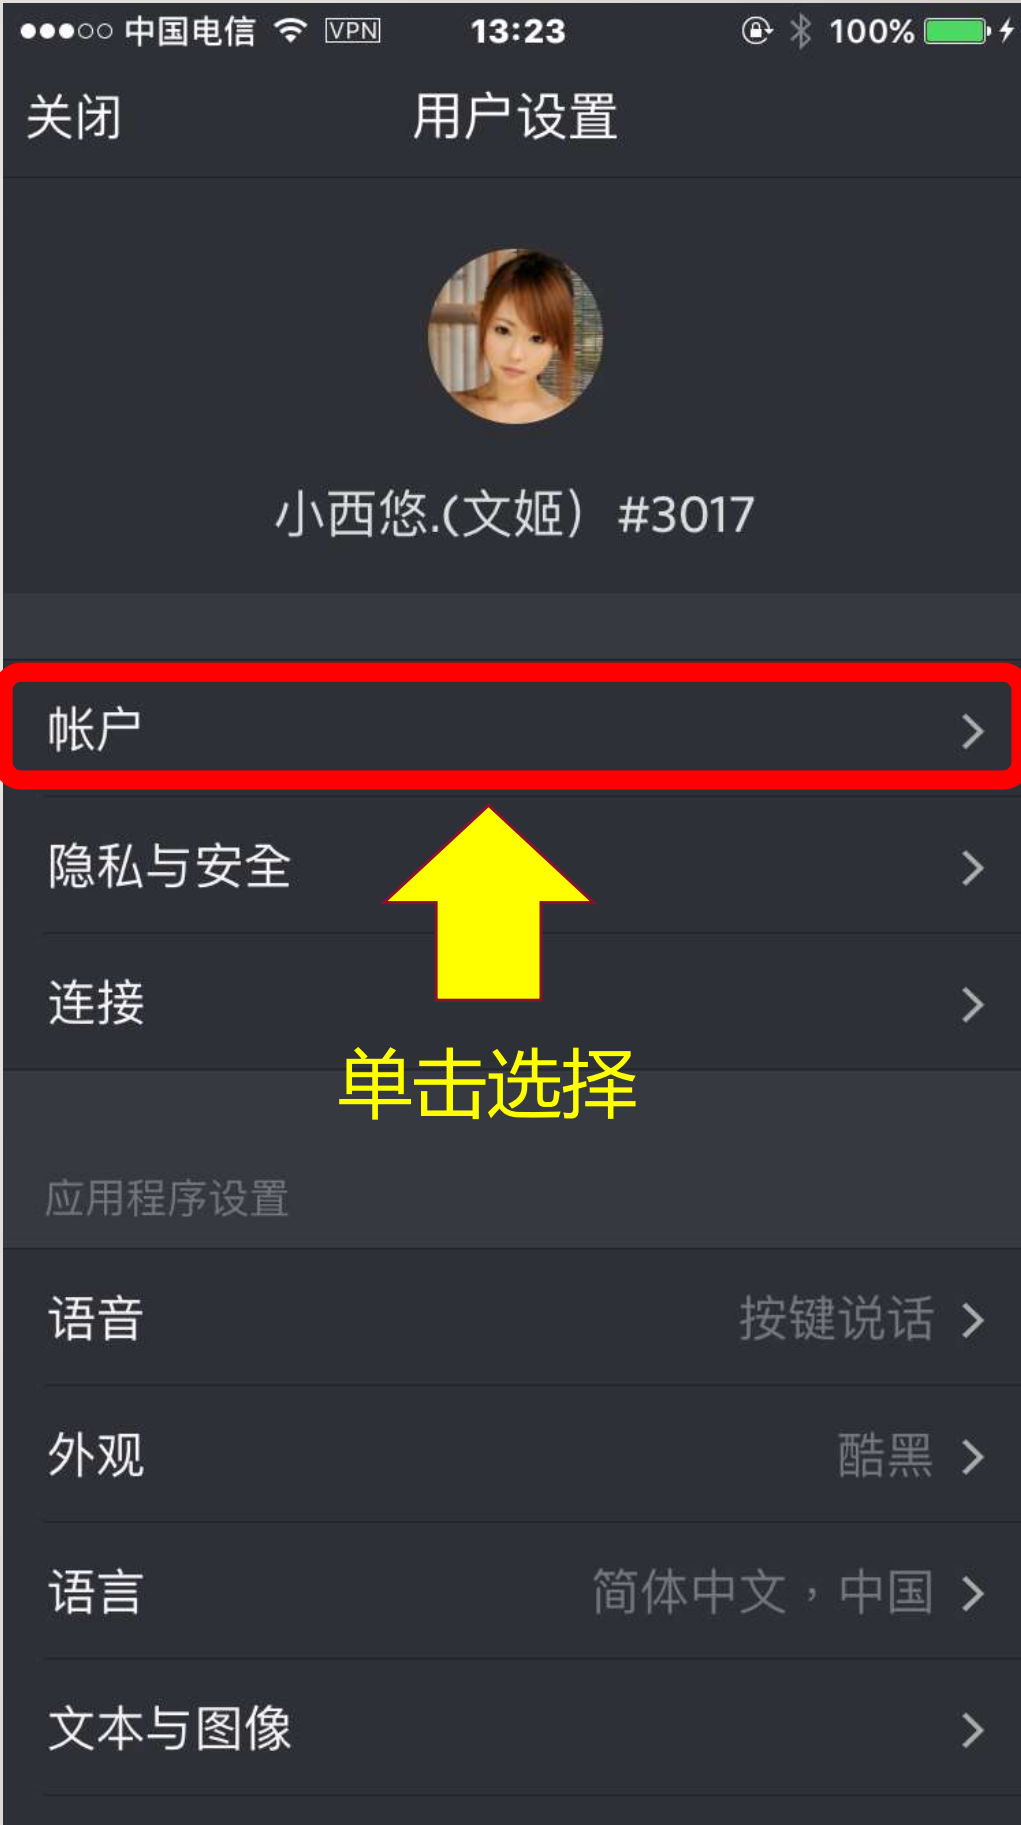 中国电信 VPN 13:23 100%
关闭 用户设置
小西悠.(文姬) #3017
帐户
隐私与安全
连接
单击选择
应用程序设置
语音 按键说话
外观 酷黑
语言 简体中文，中国
文本与图像